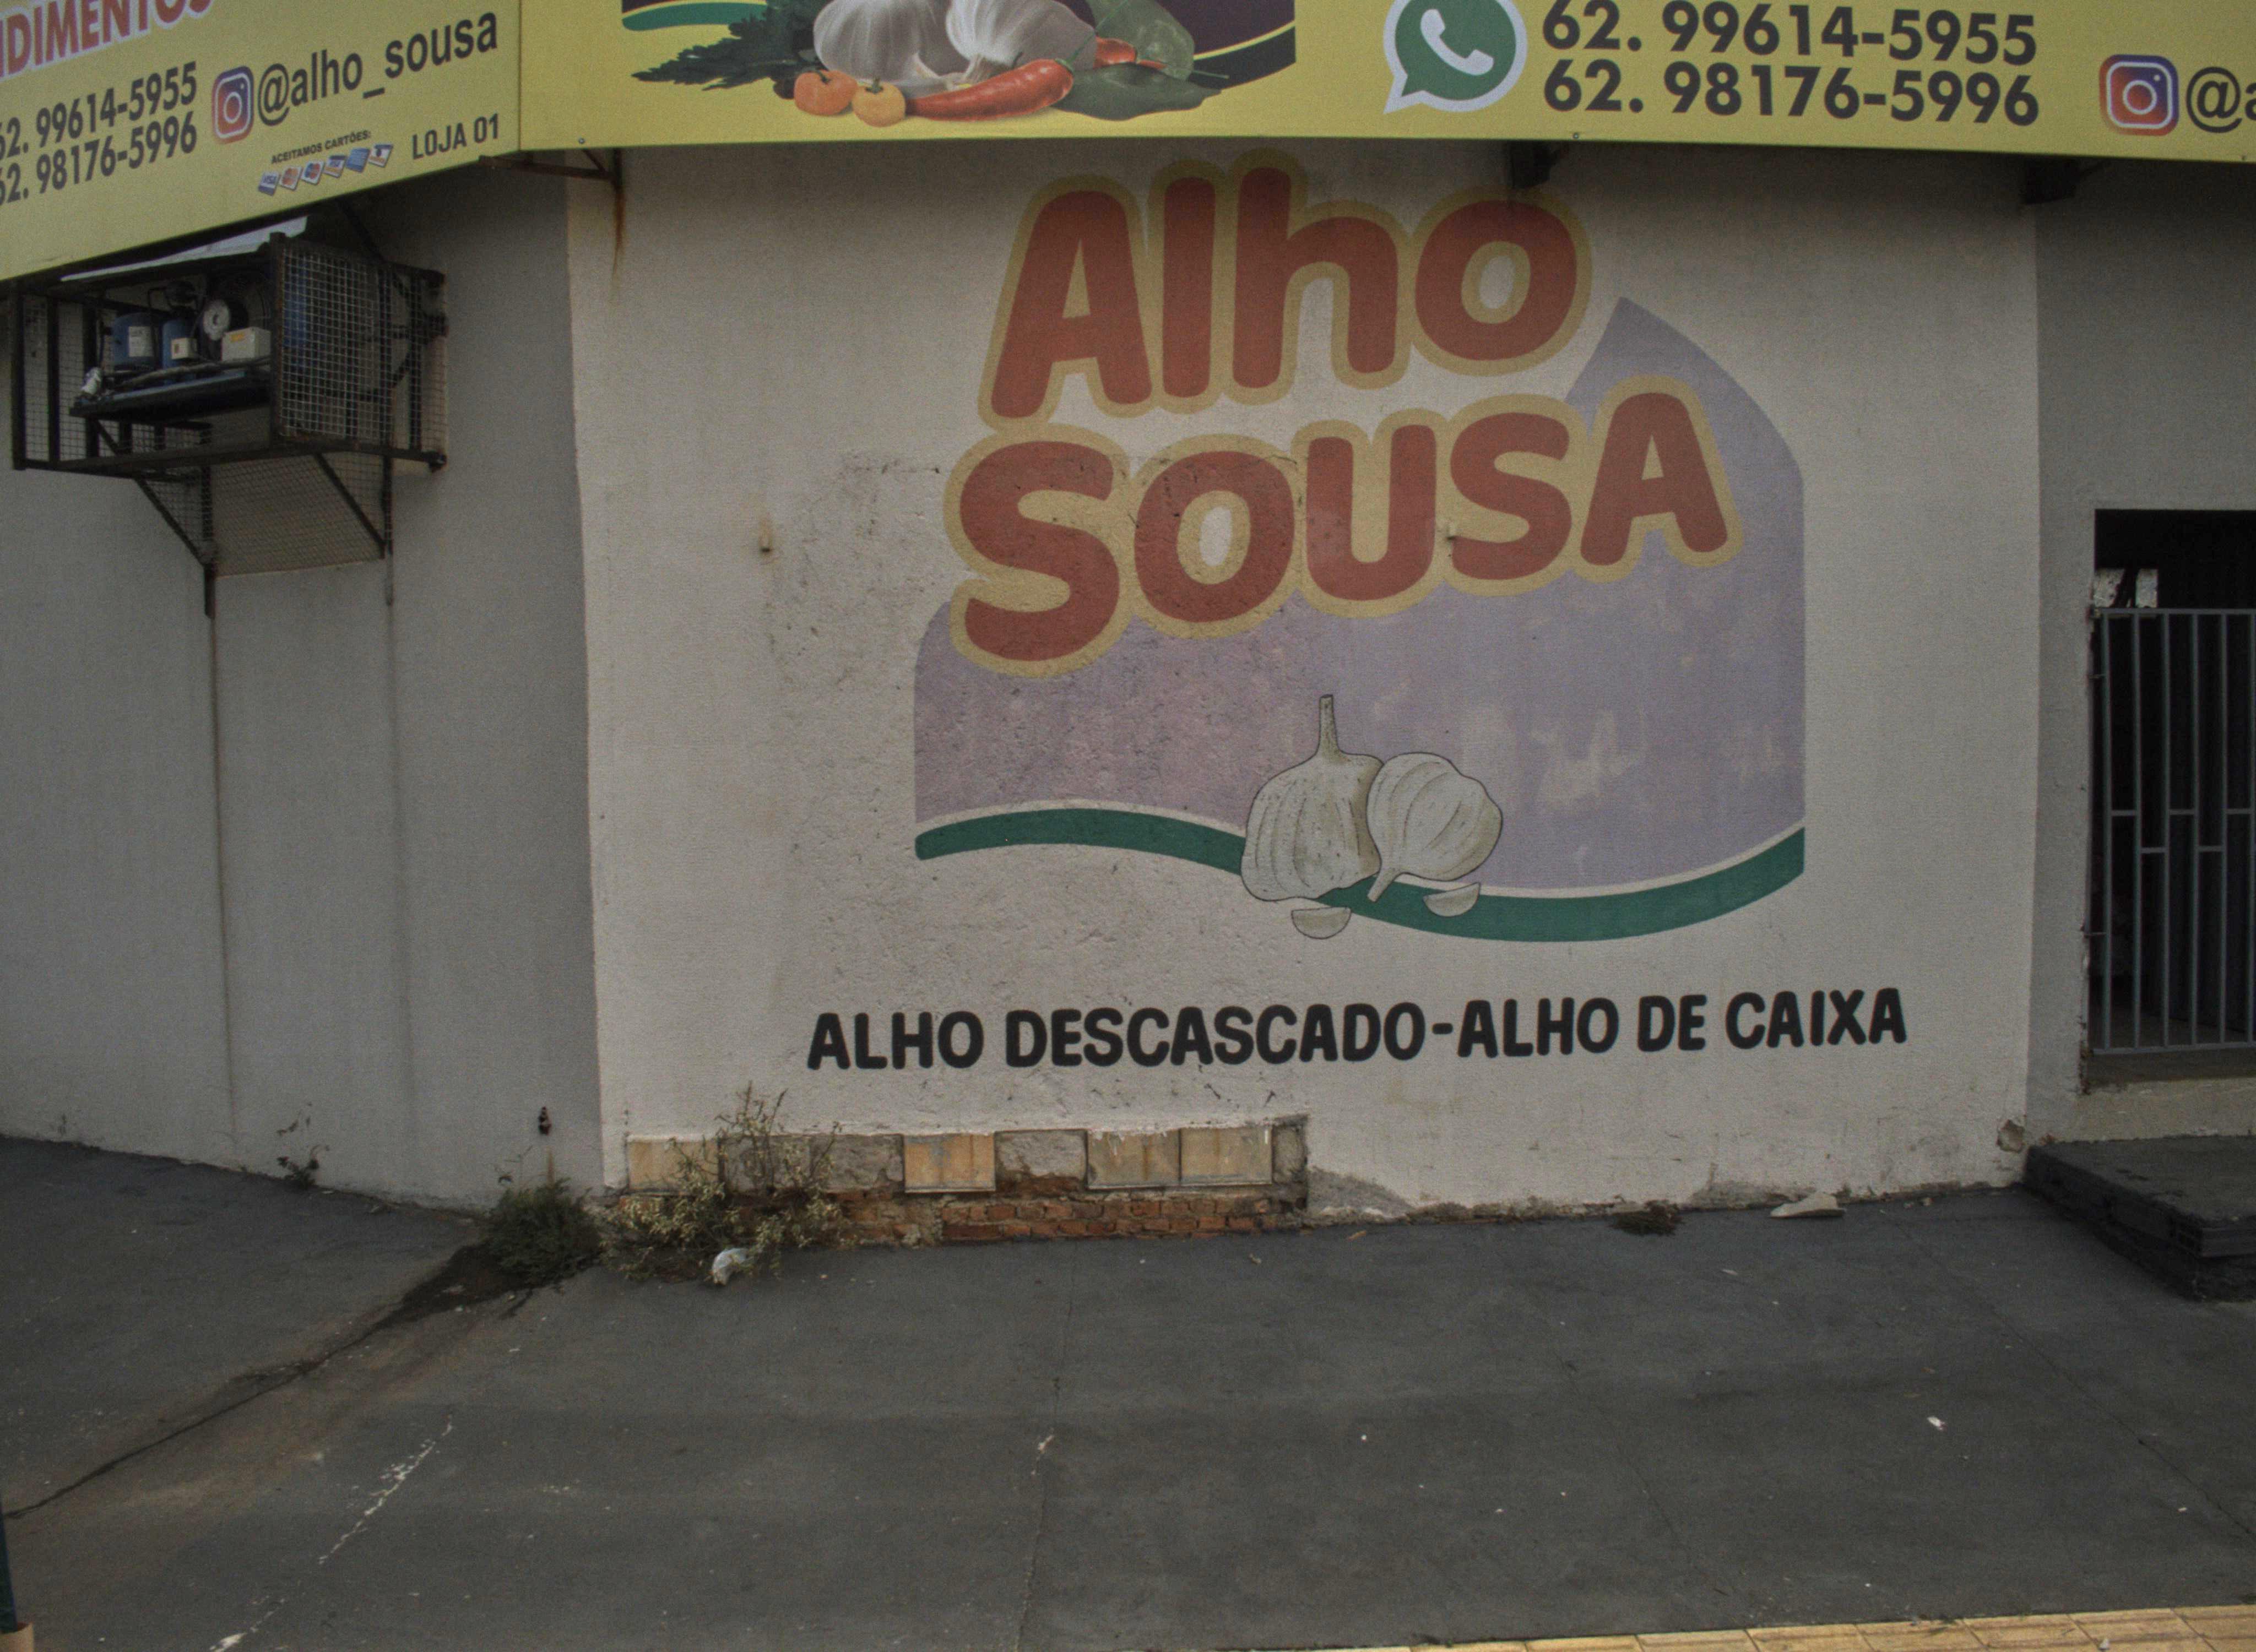 62. 99614-5955
62. 98176-5996
@alho_sousa
ACEITAMOS CARTÕES:
LOJA 01
62. 99614-5955
62. 98176-5996
Alho
SOUSA
ALHO DESCASCADO-ALHO DE CAIXA